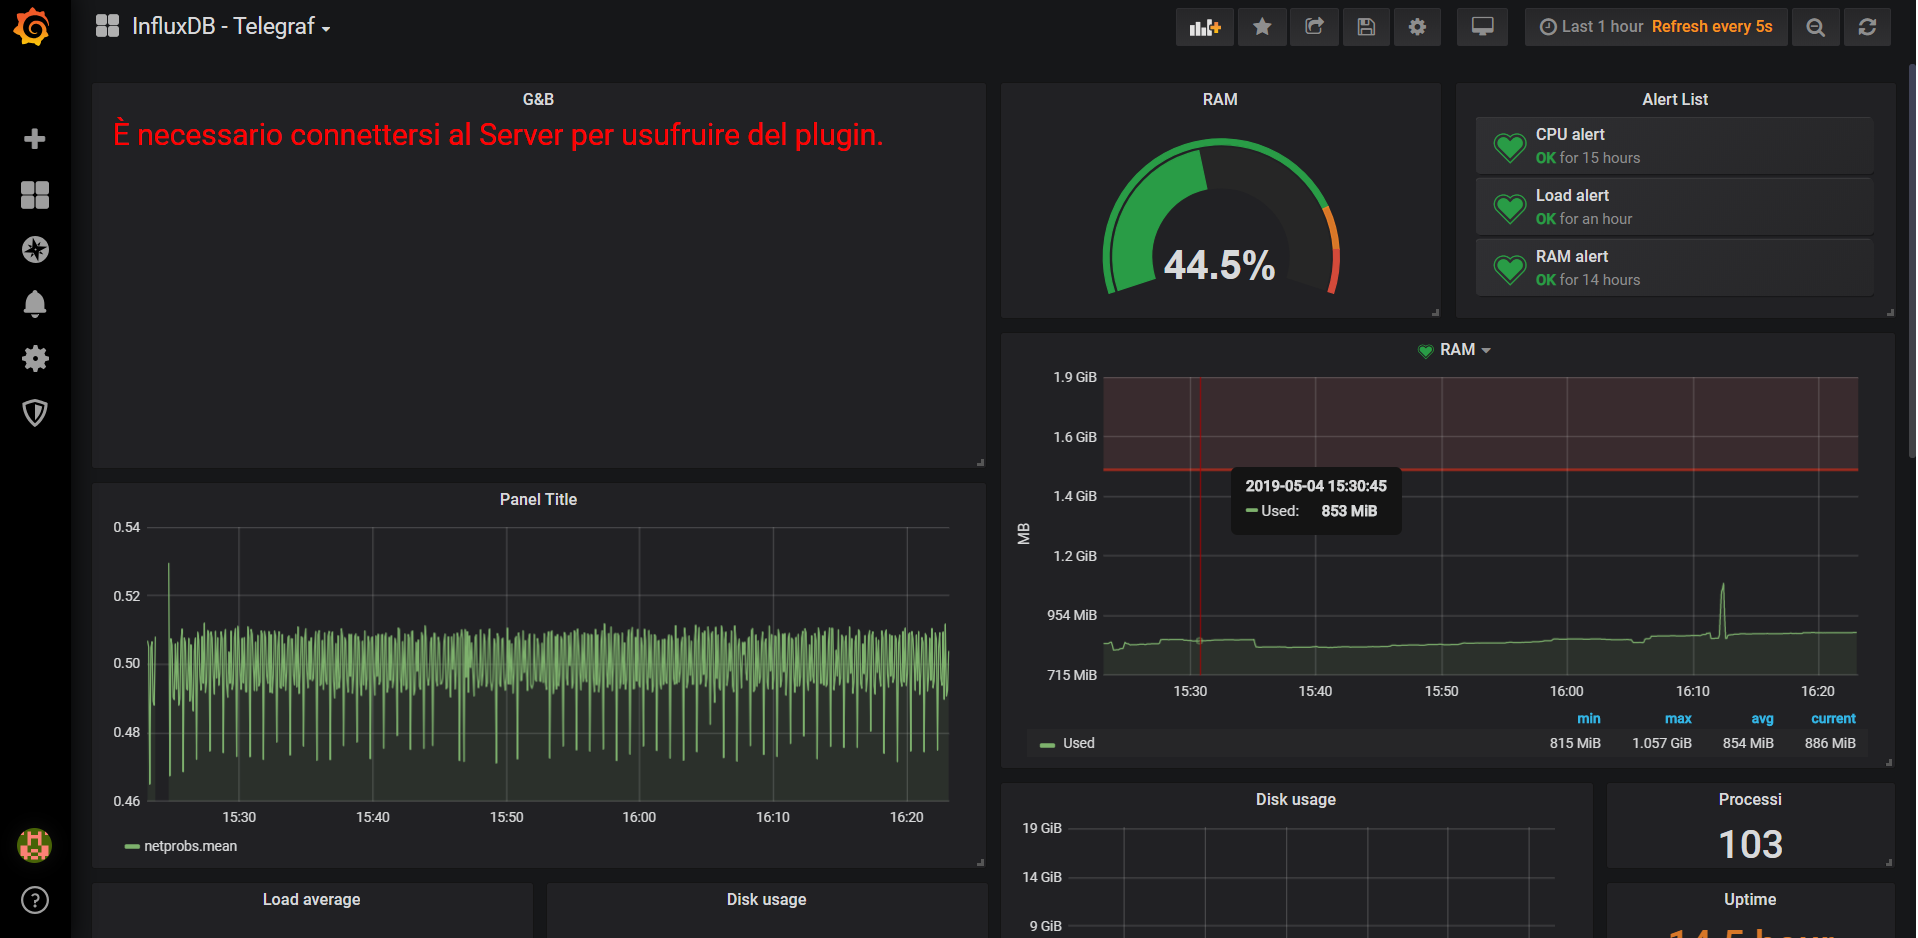 InfluxDB - Telegraf
Last 1 hour Refresh every 5s
G&B
È necessario connettersi al Server per usufruire del plugin.
RAM
44.5%
Alert List
CPU alert
OK for 15 hours
Load alert
OK for an hour
RAM alert
OK for 14 hours
RAM
1.9 GiB
1.6 GiB
1.4 GiB
1.2 GiB
954 MiB
715 MiB
MB
2019-05-04 15:30:45
Used: 853 MiB
15:30 15:40 15:50 16:00 16:10 16:20
min max avg current
Used 815 MiB 1.057 GiB 854 MiB 886 MiB
Panel Title
0.54
0.52
0.50
0.48
0.46
15:30 15:40 15:50 16:00 16:10 16:20
netprobs.mean
Disk usage
19 GiB
14 GiB
9 GiB
Processi
103
Load average
Disk usage
Uptime